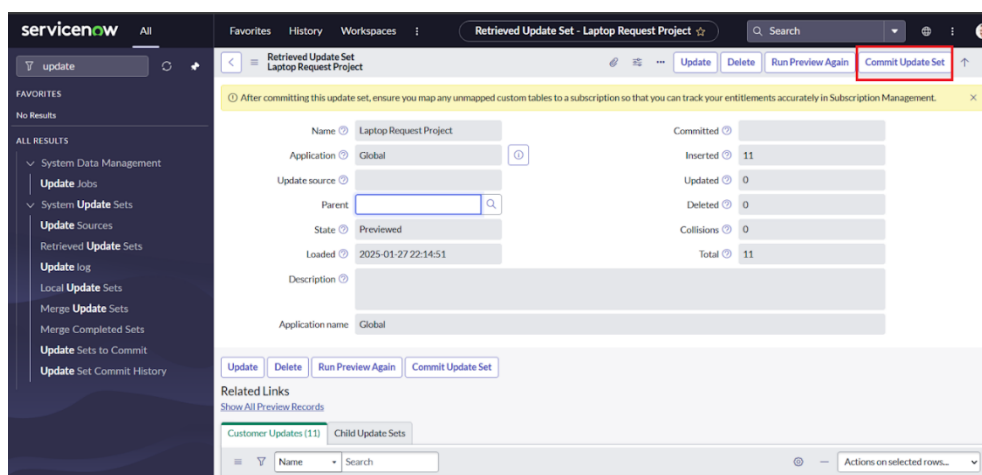 servicenow All Favorites History Workspaces Retrieved Update Set - Laptop Request Project Search
update
Retrieved Update Set
Laptop Request Project
Update Delete Run Preview Again Commit Update Set
FAVORITES
No Results
ALL RESULTS
System Data Management
Update Jobs
System Update Sets
Update Sources
Retrieved Update Sets
Update log
Local Update Sets
Merge Update Sets
Merge Completed Sets
Update Sets to Commit
Update Set Commit History
After committing this update set, ensure you map any unmapped custom tables to a subscription so that you can track your entitlements accurately in Subscription Management.
Name Laptop Request Project
Application Global
Update source
Parent
State Previewed
Loaded 2025-01-27 22:14:51
Committed
Inserted 11
Updated 0
Deleted 0
Collisions 0
Total 11
Description
Application name Global
Update Delete Run Preview Again Commit Update Set
Related Links
Show All Preview Records
Customer Updates (11) Child Update Sets
Name Search Actions on selected rows...